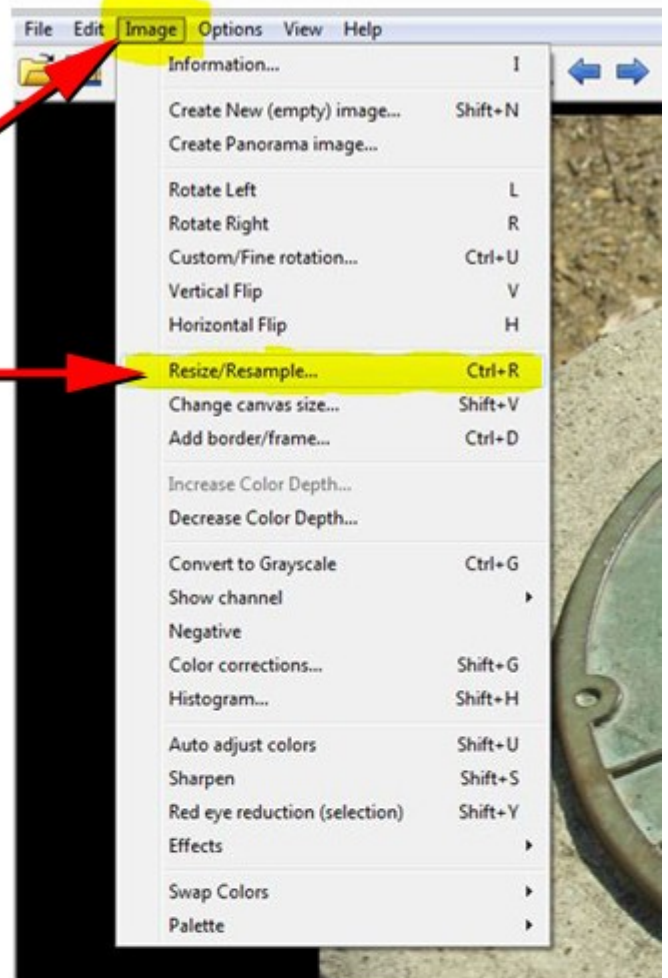 File Edit Image Options View Help
Information... I
Create New (empty) image... Shift+N
Create Panorama image...
Rotate Left L
Rotate Right R
Custom/Fine rotation... Ctrl+U
Vertical Flip V
Horizontal Flip H
Resize/Resample... Ctrl+R
Change canvas size... Shift+V
Add border/frame... Ctrl+D
Increase Color Depth...
Decrease Color Depth...
Convert to Grayscale Ctrl+G
Show channel
Negative
Color corrections... Shift+G
Histogram... Shift+H
Auto adjust colors Shift+U
Sharpen Shift+S
Red eye reduction (selection) Shift+Y
Effects
Swap Colors
Palette